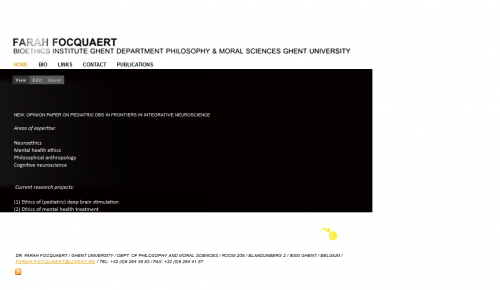 FARAH FOCQUAERT
BIOETHICS INSTITUTE GHENT DEPARTMENT PHILOSOPHY & MORAL SCIENCES GHENT UNIVERSITY
HOME BIO LINKS CONTACT PUBLICATIONS
View Edit Devel
NEW: OPINION PAPER ON PEDIATRIC DBS IN FRONTIERS IN INTEGRATIVE NEUROSCIENCE
Areas of expertise:
Neuroethics
Mental health ethics
Philosophical anthropology
Cognitive neuroscience
Current research projects:
(1) Ethics of (pediatric) deep brain stimulation
(2) Ethics of mental health treatment
DR. FARAH FOCQUAERT / GHENT UNIVERSITY / DEPT. OF PHILOSOPHY AND MORAL SCIENCES / ROOM 205 / BLANDIJNBERG 2 / 9000 GHENT / BELGIUM /
FARAH.FOCQUAERT@UGENT.BE / TEL: +32 (0)9 264 39 52 / FAX: +32 (0)9 264 41 97